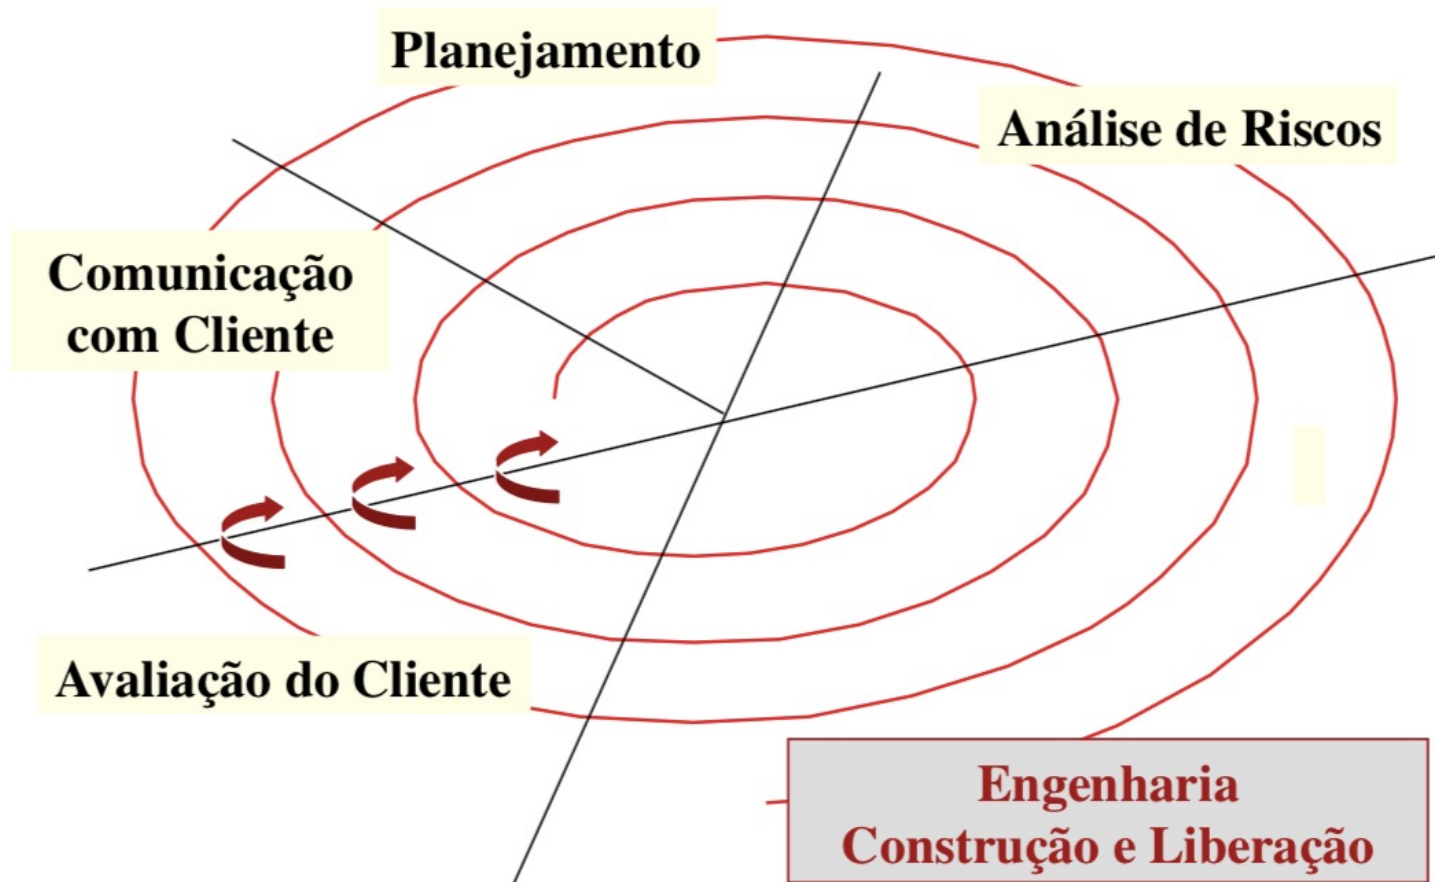 Planejamento
Análise de Riscos
Comunicação
com Cliente
Avaliação do Cliente
Engenharia
Construção e Liberação